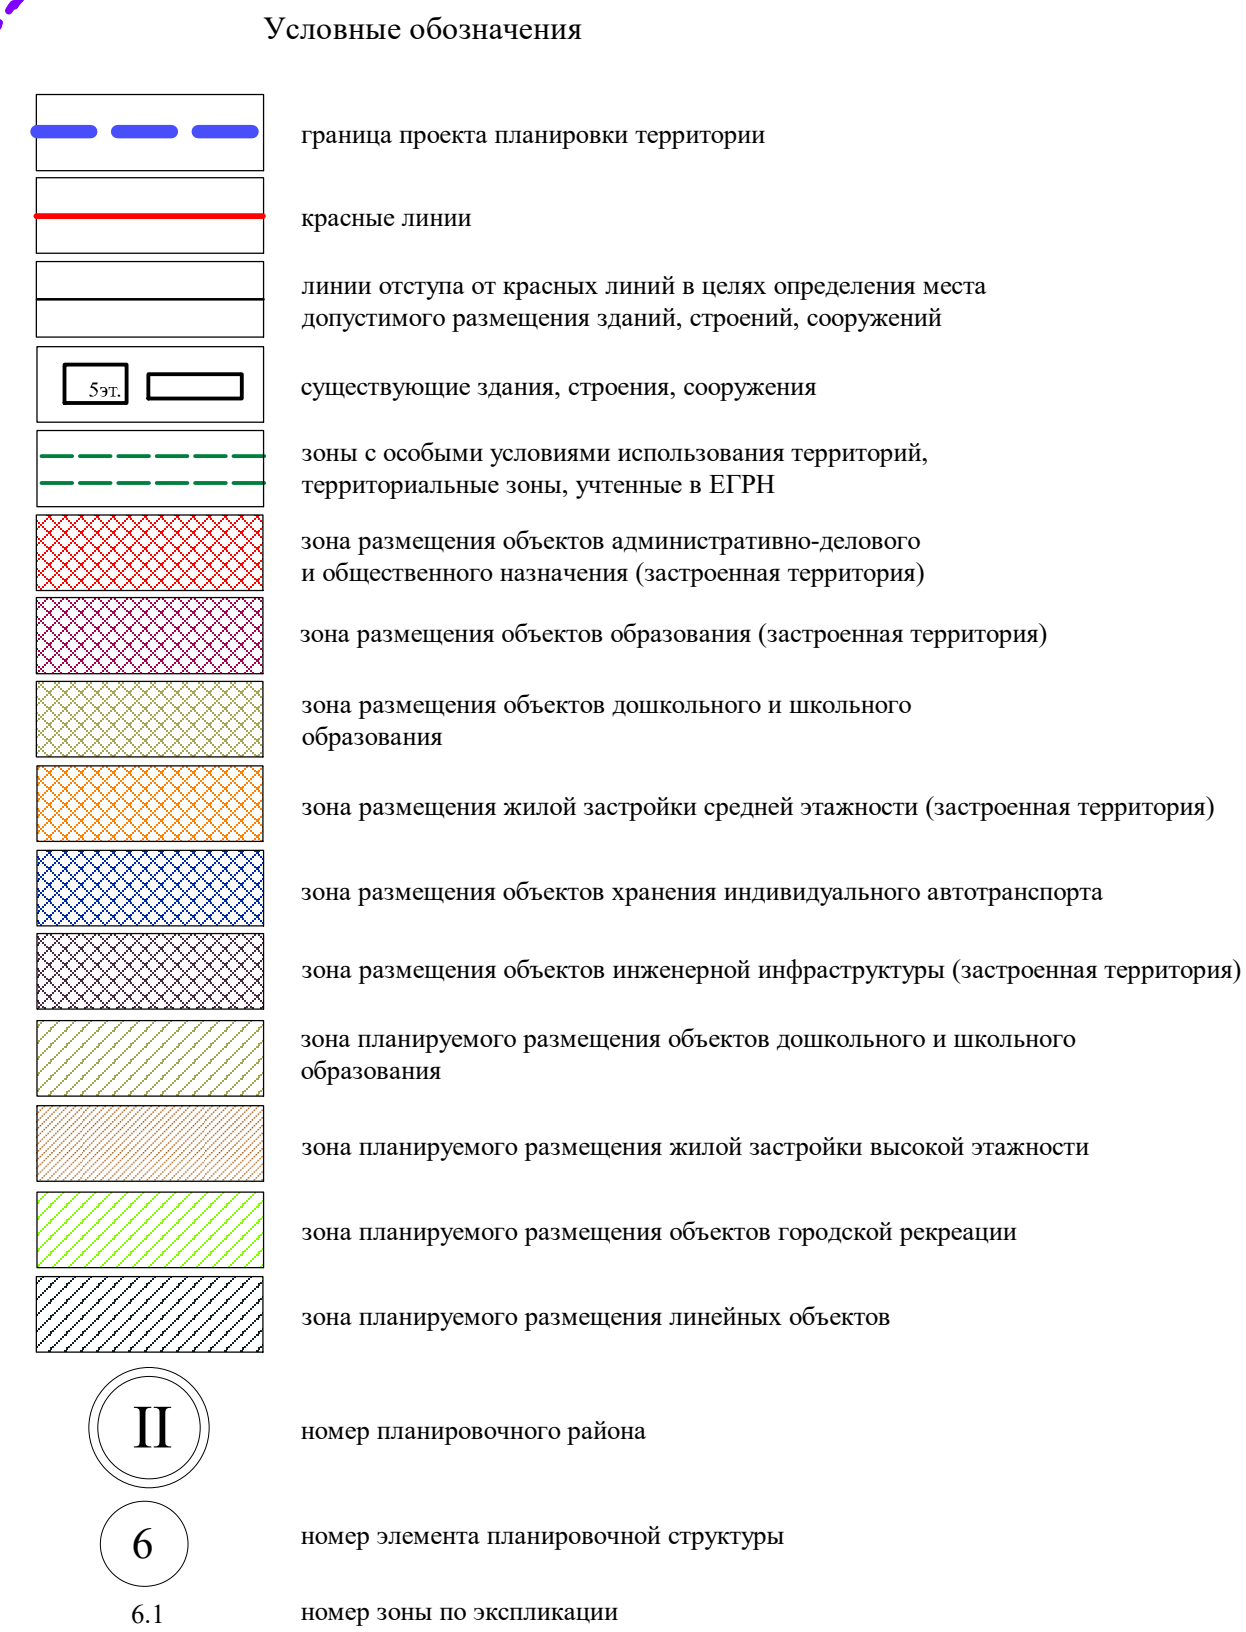 Условные обозначения
граница проекта планировки территории
красные линии
линии отступа от красных линий в целях определения места
допустимого размещения зданий, строений, сооружений
5эт.
существующие здания, строения, сооружения
зоны с особыми условиями использования территорий,
территориальные зоны, учтенные в ЕГРН
зона размещения объектов административно-делового
и общественного назначения (застроенная территория)
зона размещения объектов образования (застроенная территория)
зона размещения объектов дошкольного и школьного
образования
зона размещения жилой застройки средней этажности (застроенная территория)
зона размещения объектов хранения индивидуального автотранспорта
зона размещения объектов инженерной инфраструктуры (застроенная территория)
зона планируемого размещения объектов дошкольного и школьного
образования
зона планируемого размещения жилой застройки высокой этажности
зона планируемого размещения объектов городской рекреации
зона планируемого размещения линейных объектов
II
номер планировочного района
6
номер элемента планировочной структуры
6.1
номер зоны по экспликации